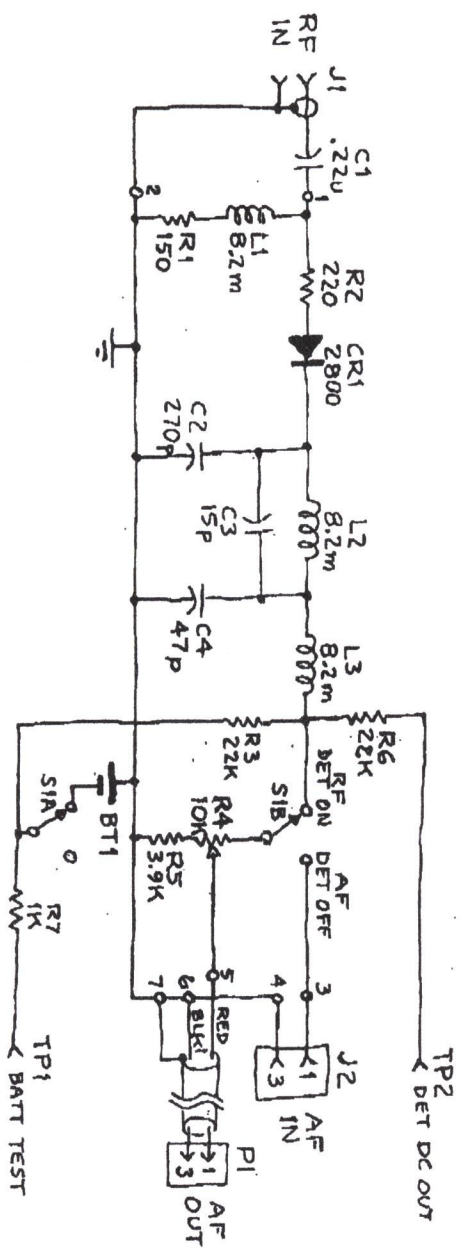 J1
RF
IN
C1
.22u
1
2
L1
8.2m
R1
150
R2
220
CR1
2800
C2
270p
C3
15p
L2
8.2m
C4
47p
L3
8.2m
R6
22K
TP2
DET DC OUT
R3
22K
RF
DET ON
S1B
AF
DET OFF
R4
10K
R5
3.9K
BT1
S1A
R7
1K
TP1
BATT TEST
3
4
5
6
7
RED
BLK
J2
1
3
AF
IN
P1
1
3
AF
OUT